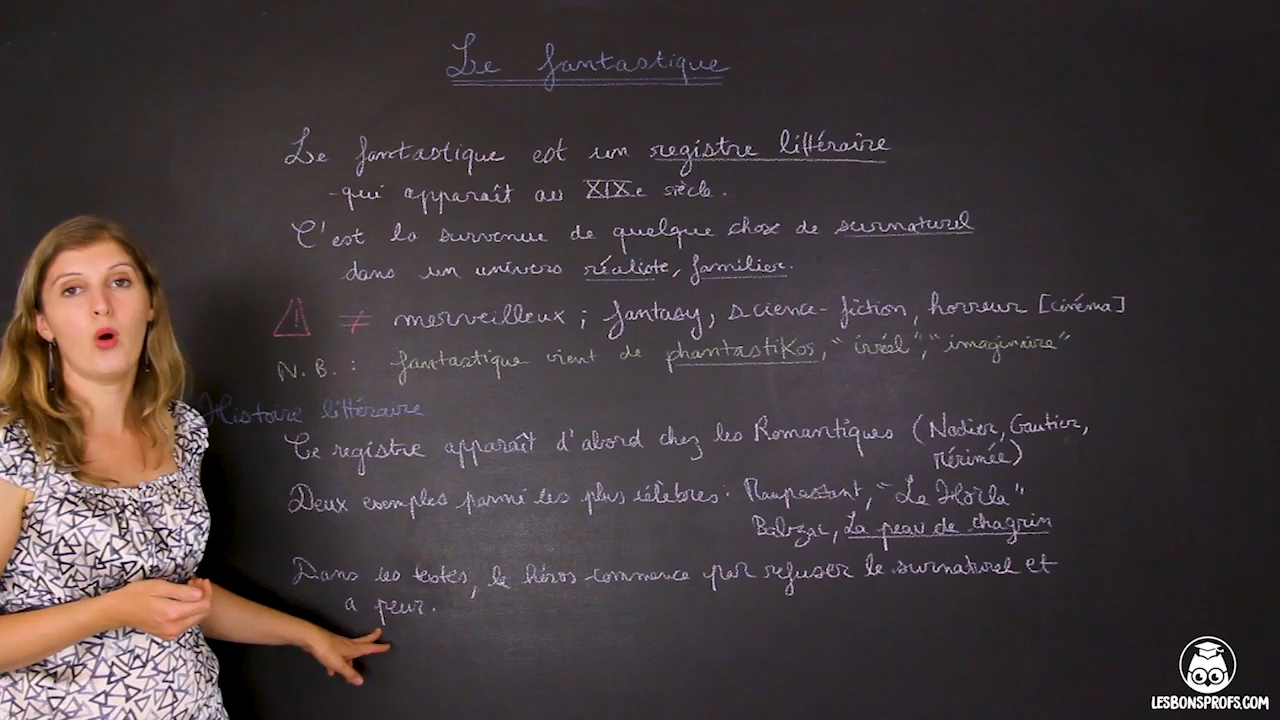 Le fantastique
Le fantastique est un registre littéraire
qui apparaît au XIXe siècle.
C'est la survenue de quelque chose de surnaturel
dans un univers réaliste, familier.
! ≠ merveilleux ; fantasy, science-fiction, horreur [cinéma]
N.B. : fantastique vient de phantastikos, "irréel", "imaginaire"
Histoire littéraire
Ce registre apparaît d'abord chez les Romantiques (Nodier, Gautier,
Mérimée)
Deux exemples parmi les plus célèbres : Maupassant, "Le Horla"
Balzac, La peau de chagrin
Dans ces textes, le héros commence par refuser le surnaturel et
a peur.
LESBONSPROFS.COM